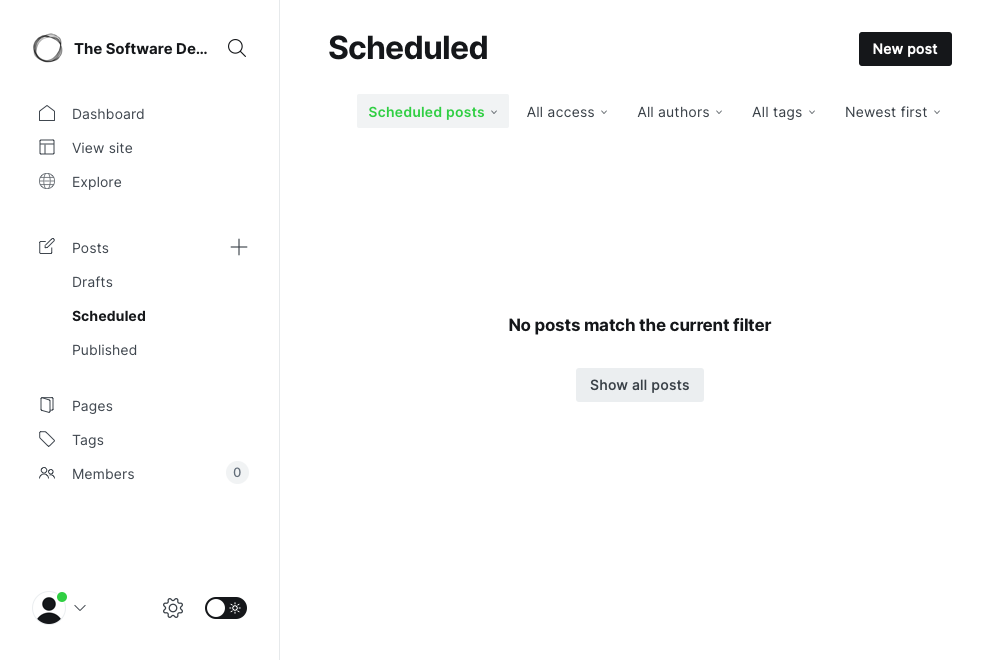 The Software De...
Dashboard
View site
Explore
Posts
Drafts
Scheduled
Published
Pages
Tags
Members 0
Scheduled
New post
Scheduled posts All access All authors All tags Newest first
No posts match the current filter
Show all posts